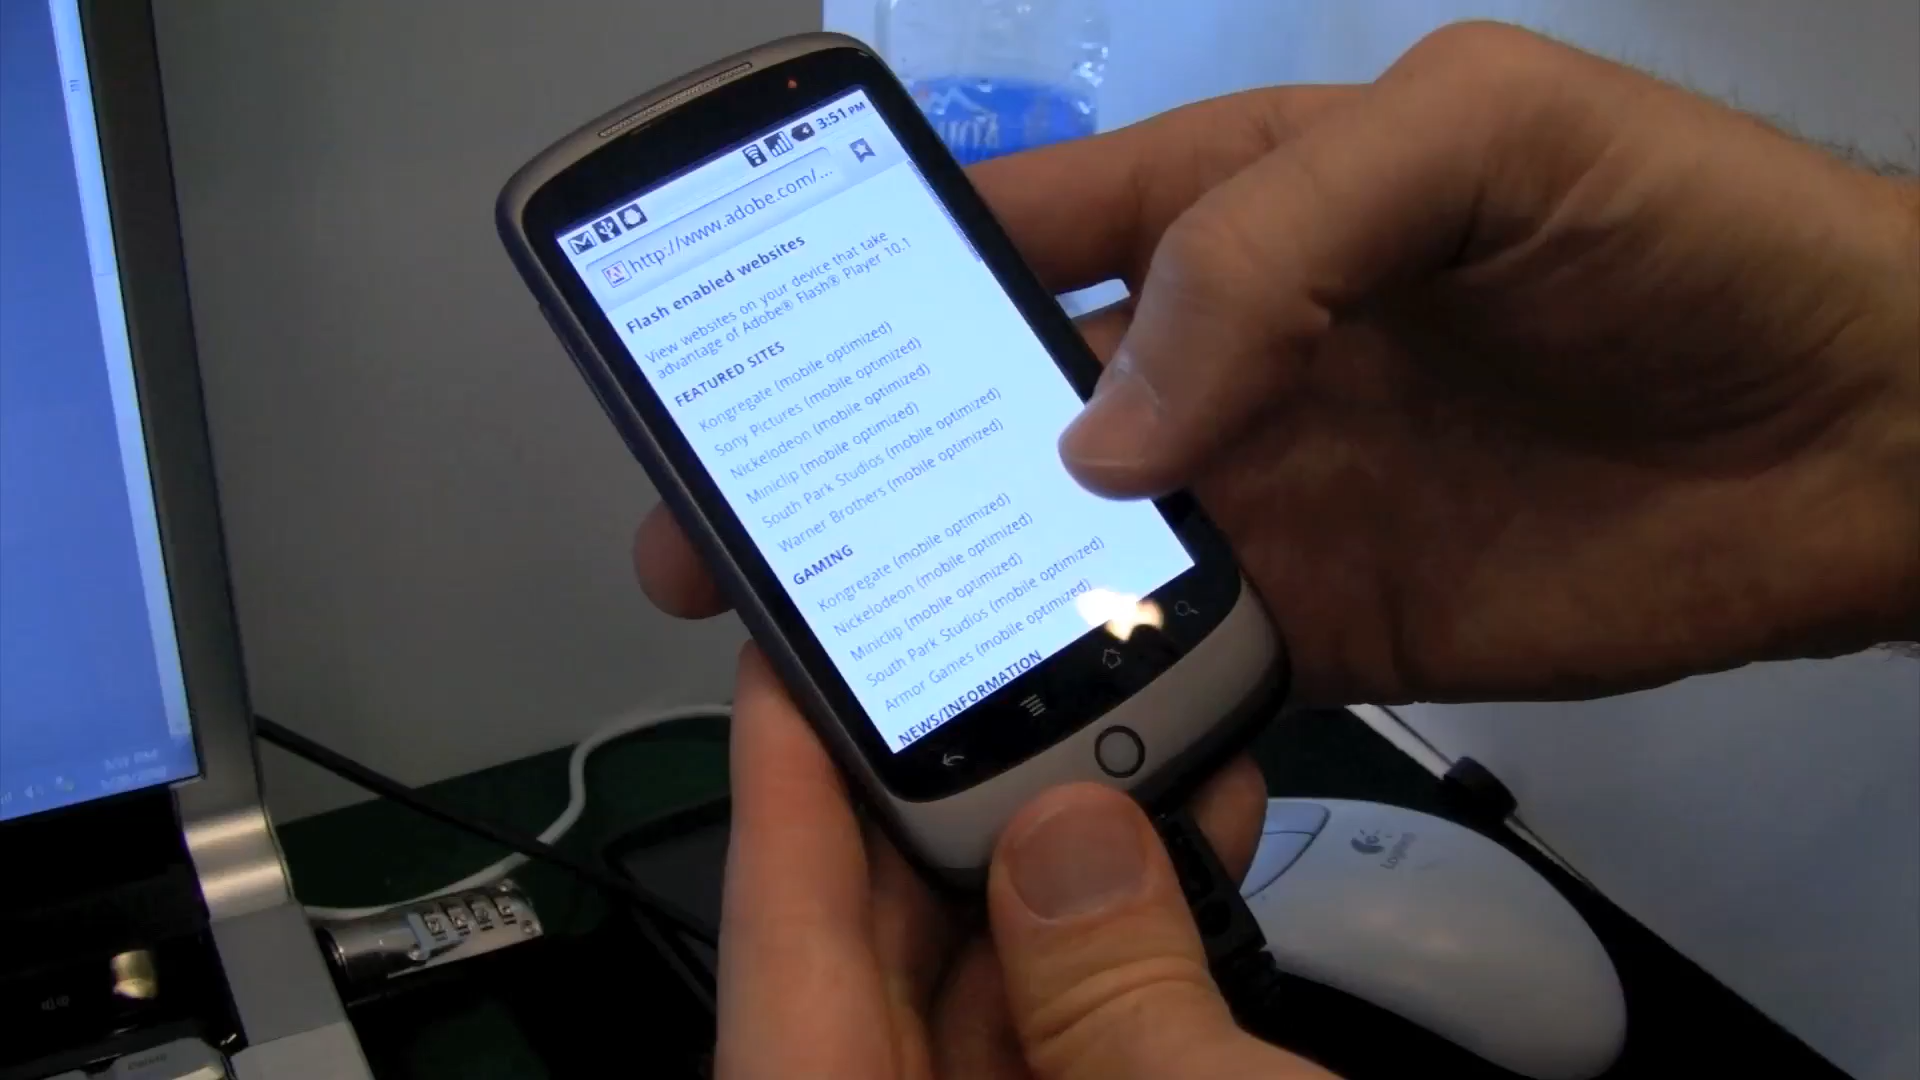 3:51 PM
http://www.adobe.com/...
Flash enabled websites
View websites on your device that take
advantage of Adobe® Flash® Player 10.1
FEATURED SITES
Kongregate (mobile optimized)
Sony Pictures (mobile optimized)
Nickelodeon (mobile optimized)
Miniclip (mobile optimized)
South Park Studios (mobile optimized)
Warner Brothers (mobile optimized)
GAMING
Kongregate (mobile optimized)
Nickelodeon (mobile optimized)
Miniclip (mobile optimized)
South Park Studios (mobile optimized)
Armor Games (mobile optimized)
NEWS/INFORMATION
Logitech